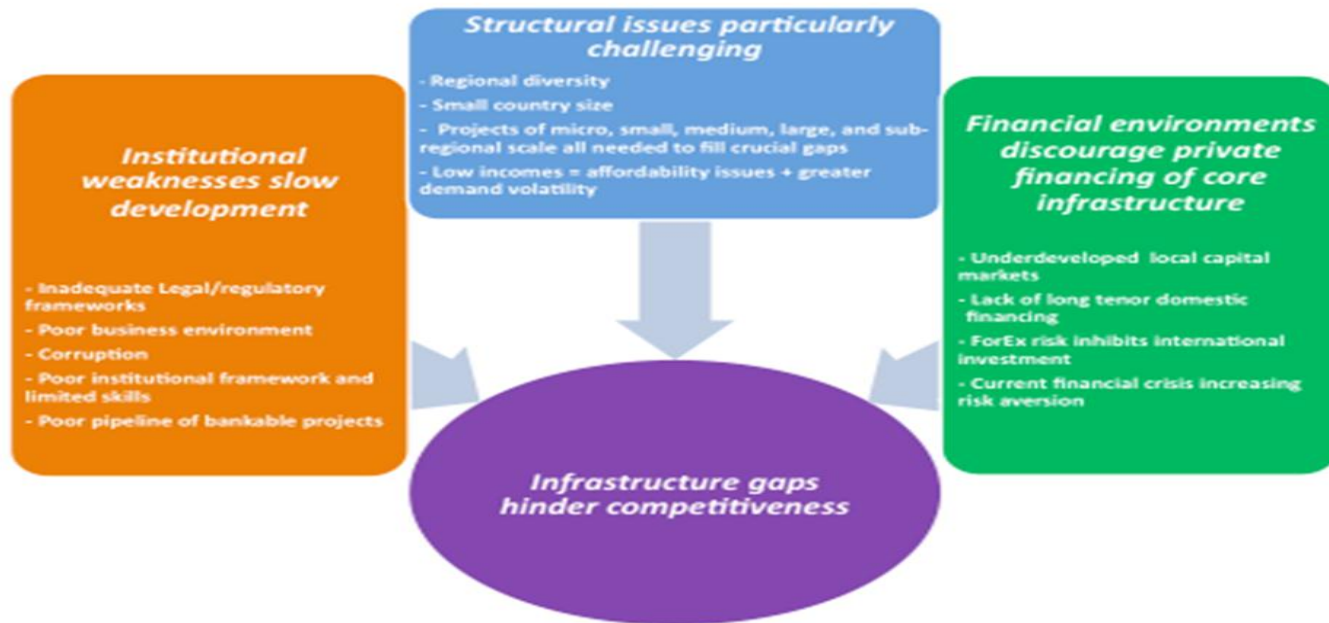 Structural issues particularly
challenging
- Regional diversity
- Small country size
- Projects of micro, small, medium, large, and sub-
regional scale all needed to fill crucial gaps
- Low incomes = affordability issues + greater
demand volatility
Institutional
weaknesses slow
development
- Inadequate Legal/regulatory
frameworks
- Poor business environment
- Corruption
- Poor institutional framework and
limited skills
- Poor pipeline of bankable projects
Financial environments
discourage private
financing of core
infrastructure
- Underdeveloped local capital
markets
- Lack of long tenor domestic
financing
- ForEx risk inhibits international
investment
- Current financial crisis increasing
risk aversion
Infrastructure gaps
hinder competitiveness